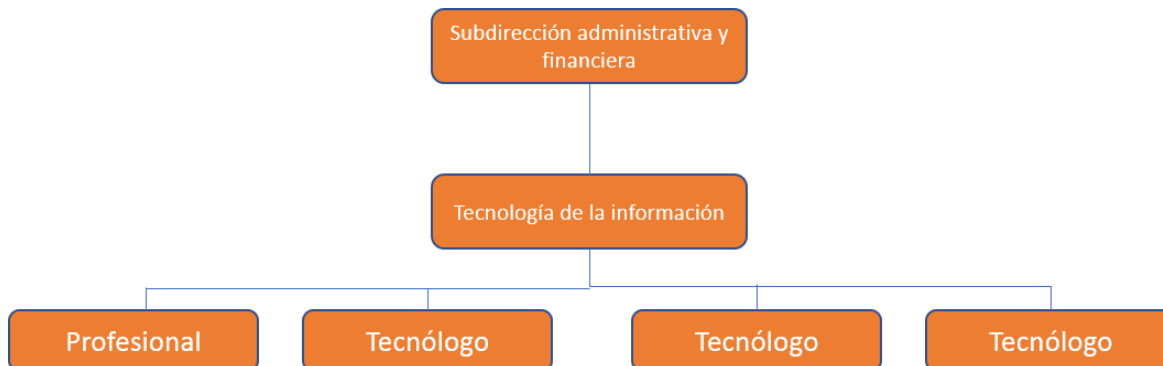 Subdirección administrativa y
financiera
Tecnología de la información
Profesional
Tecnólogo
Tecnólogo
Tecnólogo